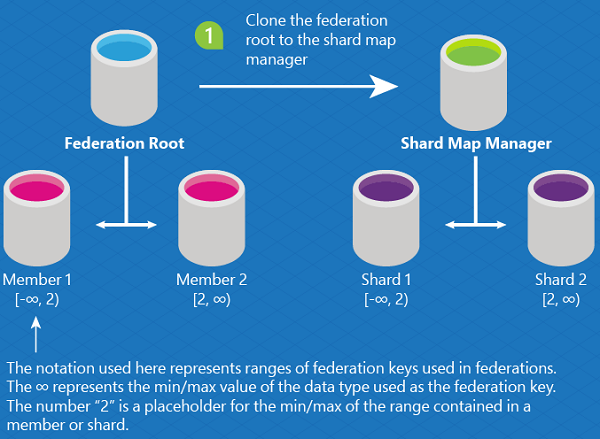 1
Clone the federation
root to the shard map
manager
Federation Root
Shard Map Manager
Member 1
[-∞, 2)
Member 2
[2, ∞)
Shard 1
[-∞, 2)
Shard 2
[2, ∞)
The notation used here represents ranges of federation keys used in federations.
The ∞ represents the min/max value of the data type used as the federation key.
The number “2” is a placeholder for the min/max of the range contained in a
member or shard.